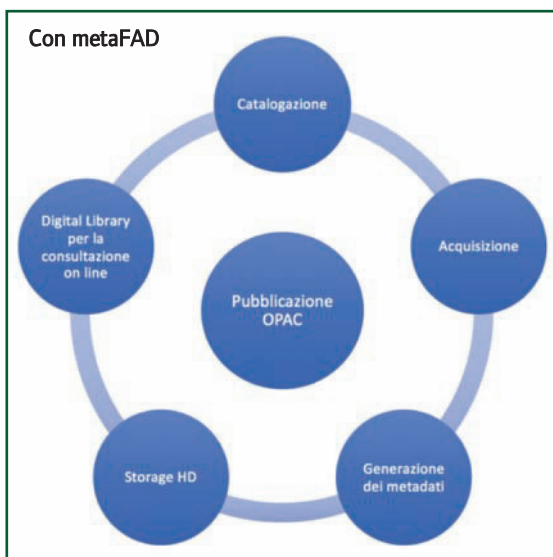 Con metaFAD
Catalogazione
Digital Library
per la
consultazione
on line
Acquisizione
Pubblicazione
OPAC
Storage HD
Generazione
dei metadati